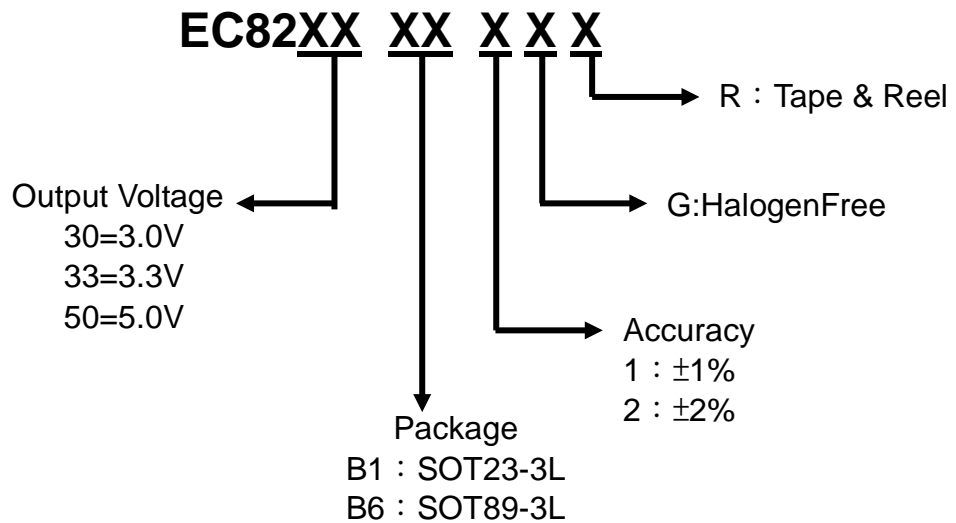 EC82XX XX X X X
R：Tape & Reel
Output Voltage
30=3.0V
33=3.3V
50=5.0V
G:HalogenFree
Accuracy
1：±1%
2：±2%
Package
B1：SOT23-3L
B6：SOT89-3L